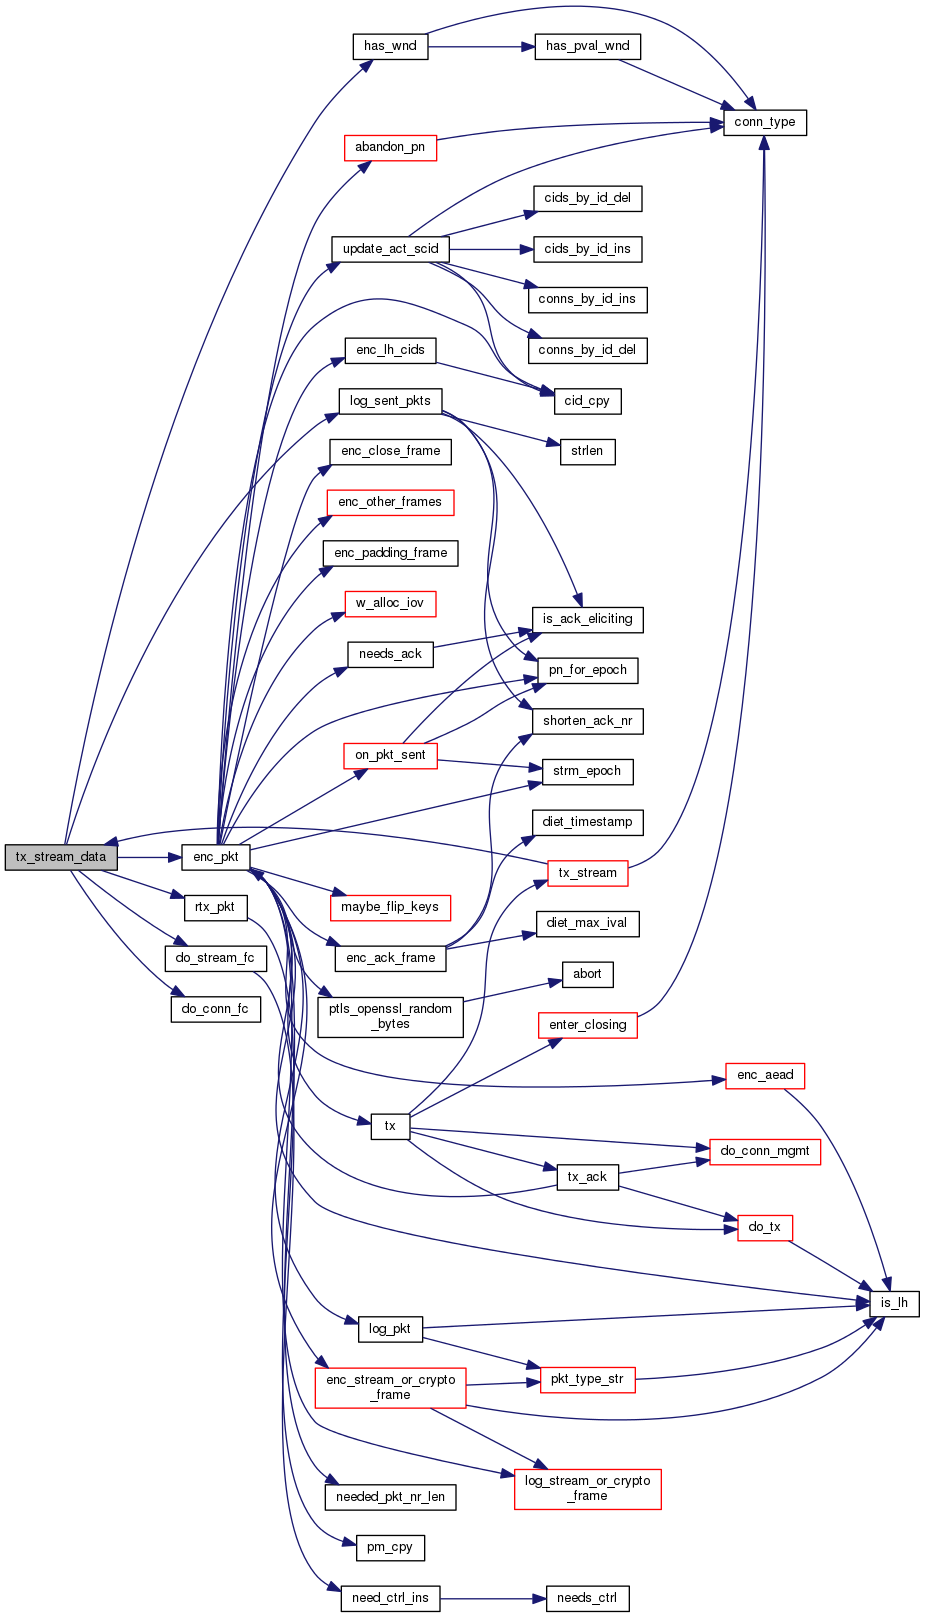 has_wnd
has_pval_wnd
conn_type
abandon_pn
cids_by_id_del
update_act_scid
cids_by_id_ins
conns_by_id_ins
enc_lh_cids
conns_by_id_del
log_sent_pkts
cid_cpy
enc_close_frame
strlen
enc_other_frames
enc_padding_frame
w_alloc_iov
is_ack_eliciting
needs_ack
pn_for_epoch
shorten_ack_nr
on_pkt_sent
strm_epoch
diet_timestamp
tx_stream_data
enc_pkt
tx_stream
rtx_pkt
maybe_flip_keys
diet_max_ival
do_stream_fc
enc_ack_frame
abort
do_conn_fc
ptls_openssl_random
_bytes
enter_closing
enc_aead
tx
do_conn_mgmt
tx_ack
do_tx
is_lh
log_pkt
enc_stream_or_crypto
_frame
pkt_type_str
log_stream_or_crypto
_frame
needed_pkt_nr_len
pm_cpy
need_ctrl_ins
needs_ctrl